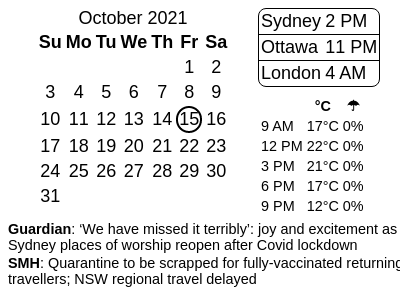 October 2021
Su Mo Tu We Th Fr Sa
1 2
3 4 5 6 7 8 9
10 11 12 13 14 15 16
17 18 19 20 21 22 23
24 25 26 27 28 29 30
31
Sydney 2 PM
Ottawa 11 PM
London 4 AM
°C ☂
9 AM 17°C 0%
12 PM 22°C 0%
3 PM 21°C 0%
6 PM 17°C 0%
9 PM 12°C 0%
Guardian: ‘We have missed it terribly’: joy and excitement as
Sydney places of worship reopen after Covid lockdown
SMH: Quarantine to be scrapped for fully-vaccinated returning
travellers; NSW regional travel delayed